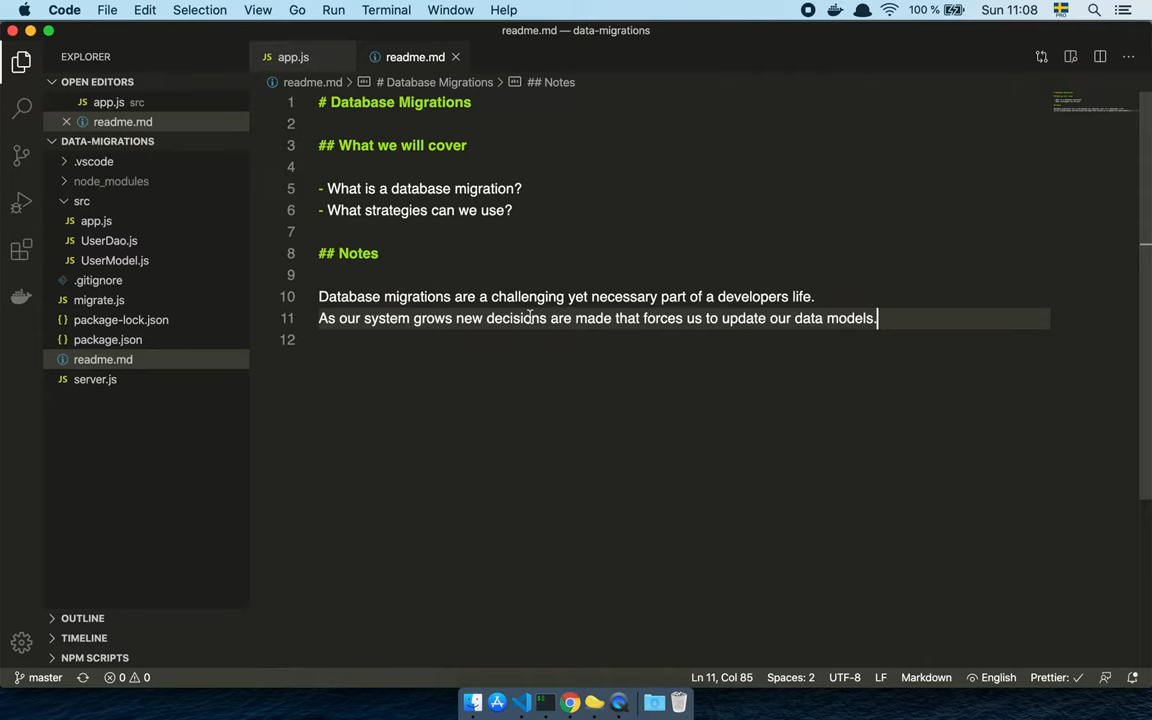 Code File Edit Selection View Go Run Terminal Window Help 100 % Sun 11:08 PRO
readme.md — data-migrations
EXPLORER
app.js readme.md
OPEN EDITORS
readme.md > # Database Migrations > ## Notes
app.js src
readme.md
DATA-MIGRATIONS
.vscode
node_modules
src
JS app.js
JS UserDao.js
JS UserModel.js
.gitignore
JS migrate.js
{ } package-lock.json
{ } package.json
readme.md
JS server.js
1 # Database Migrations
2
3 ## What we will cover
4
5 - What is a database migration?
6 - What strategies can we use?
7
8 ## Notes
9
10 Database migrations are a challenging yet necessary part of a developers life.
11 As our system grows new decisions are made that forces us to update our data models.
12
OUTLINE
TIMELINE
NPM SCRIPTS
master 0 0 Ln 11, Col 85 Spaces: 2 UTF-8 LF Markdown English Prettier: ✓